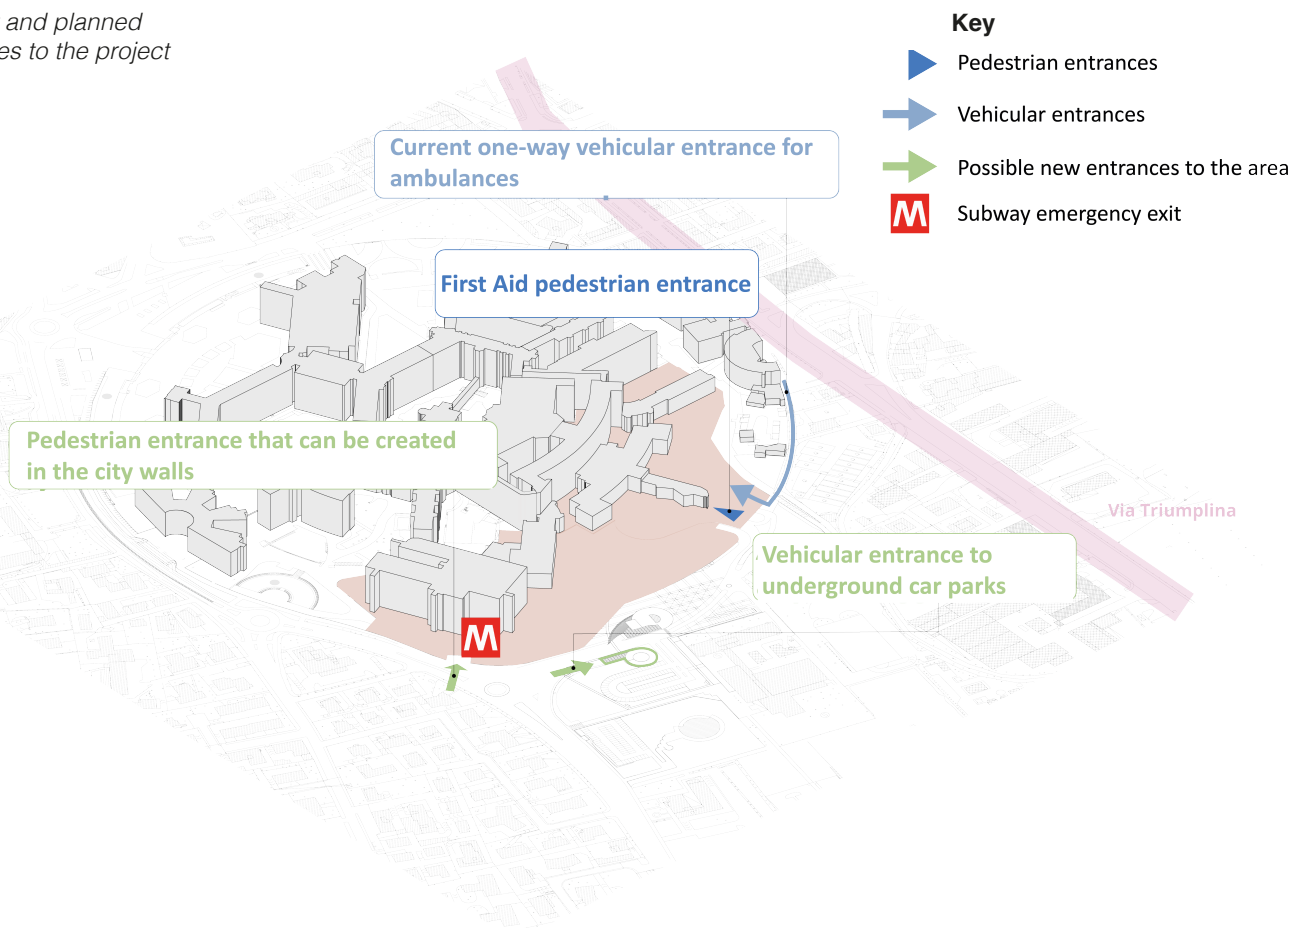 and planned
es to the project
Key
Pedestrian entrances
Vehicular entrances
Possible new entrances to the area
M
Subway emergency exit
Current one-way vehicular entrance for
ambulances
First Aid pedestrian entrance
Pedestrian entrance that can be created
in the city walls
Via Triumplina
Vehicular entrance to
underground car parks
M